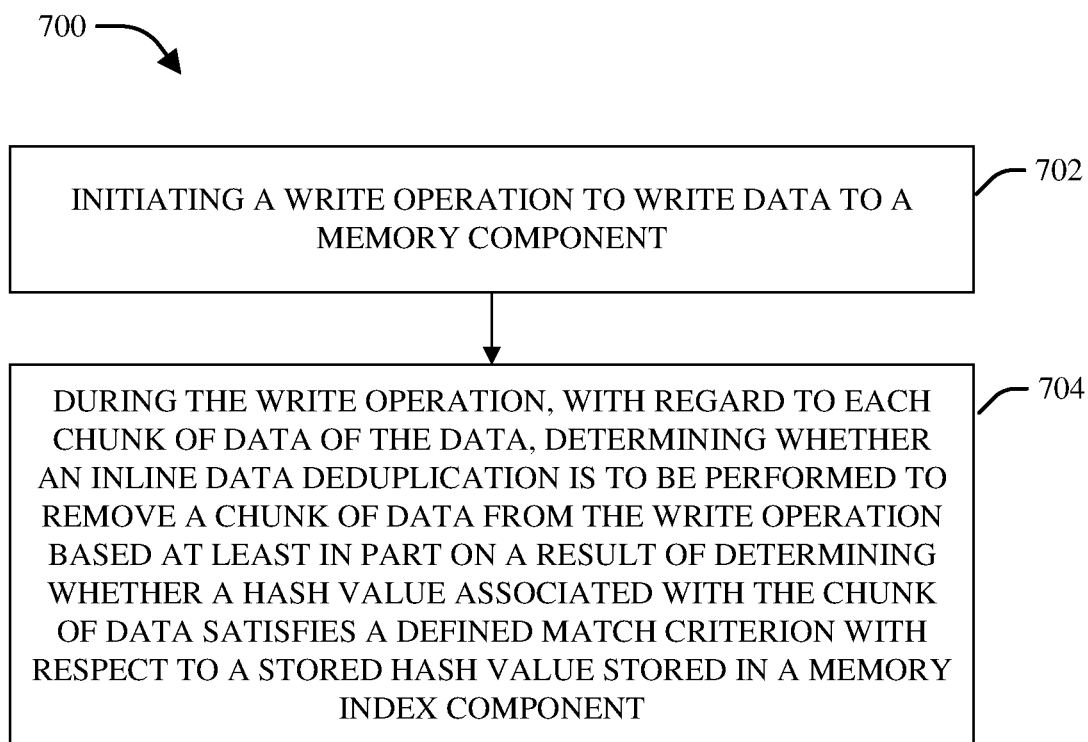 700
702
INITIATING A WRITE OPERATION TO WRITE DATA TO A
MEMORY COMPONENT
704
DURING THE WRITE OPERATION, WITH REGARD TO EACH
CHUNK OF DATA OF THE DATA, DETERMINING WHETHER
AN INLINE DATA DEDUPLICATION IS TO BE PERFORMED TO
REMOVE A CHUNK OF DATA FROM THE WRITE OPERATION
BASED AT LEAST IN PART ON A RESULT OF DETERMINING
WHETHER A HASH VALUE ASSOCIATED WITH THE CHUNK
OF DATA SATISFIES A DEFINED MATCH CRITERION WITH
RESPECT TO A STORED HASH VALUE STORED IN A MEMORY
INDEX COMPONENT